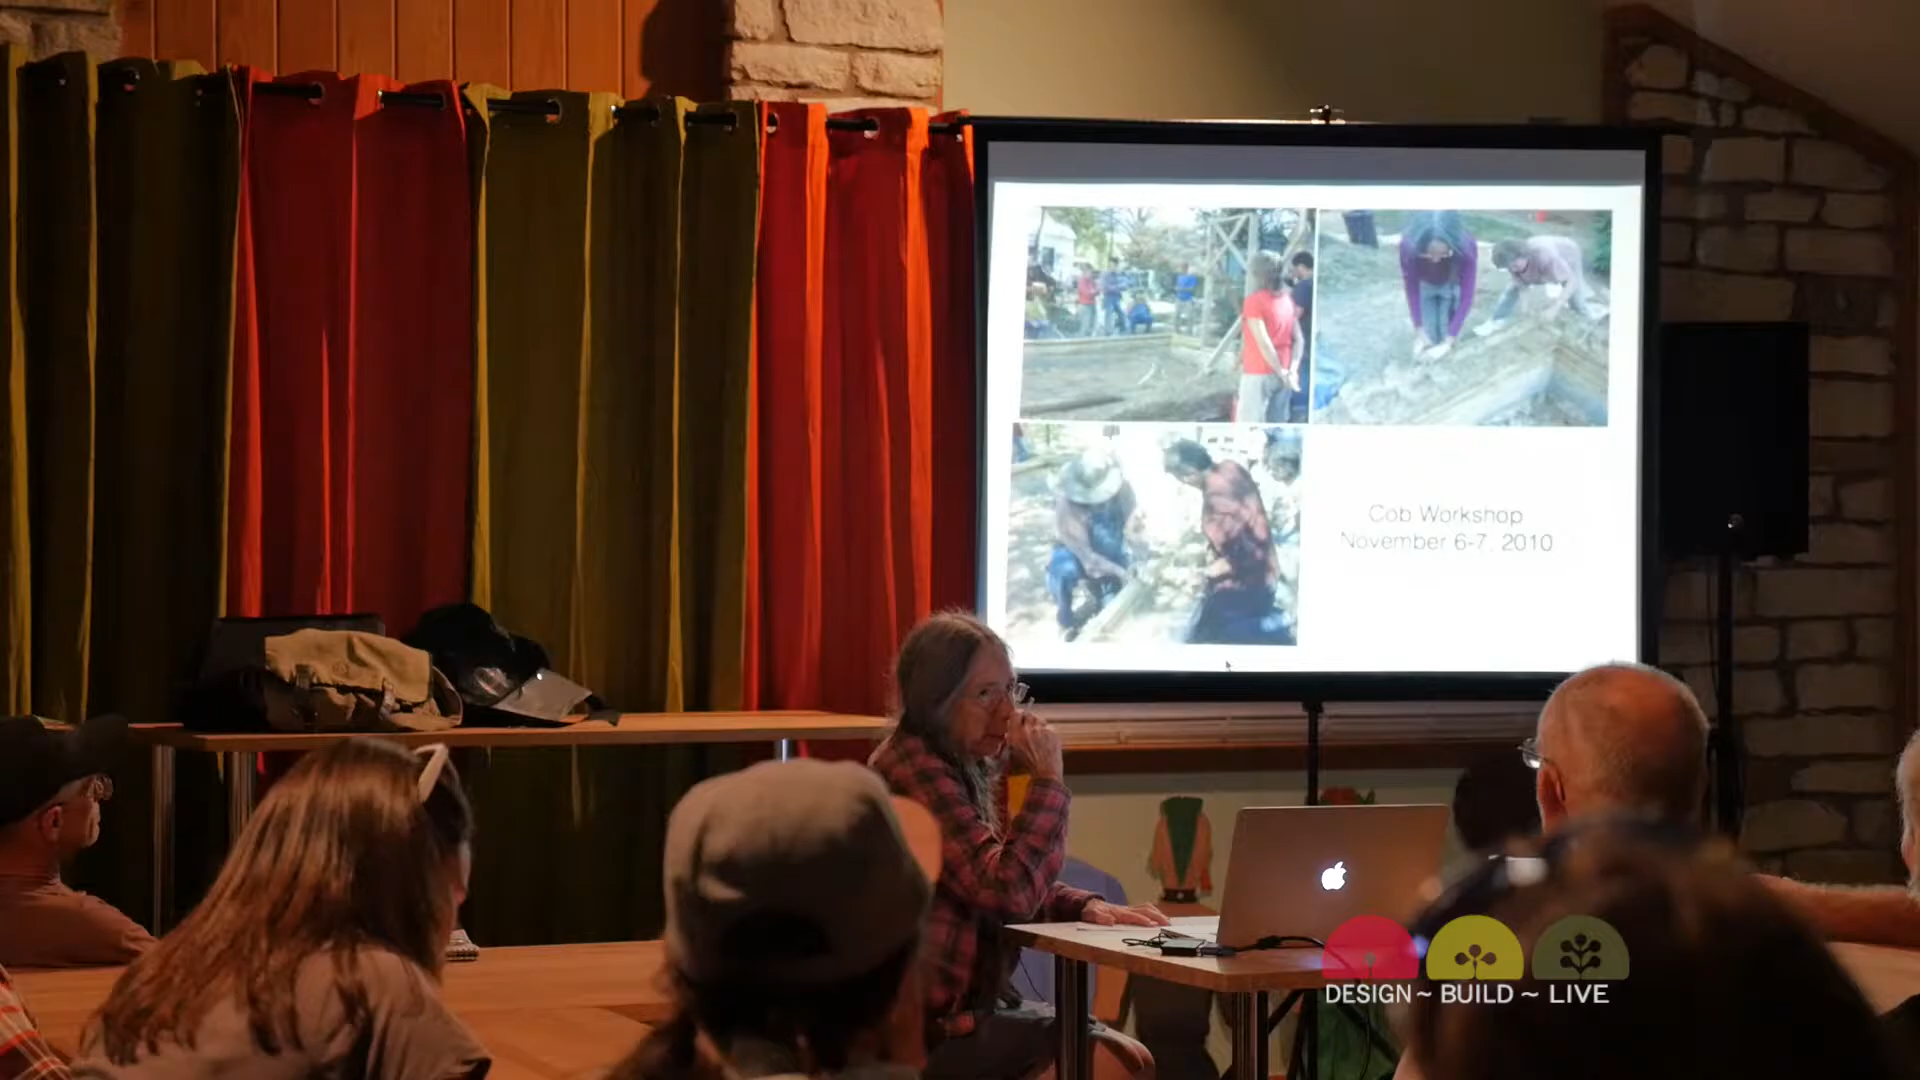 Cob Workshop
November 6-7, 2010
DESIGN ~ BUILD ~ LIVE